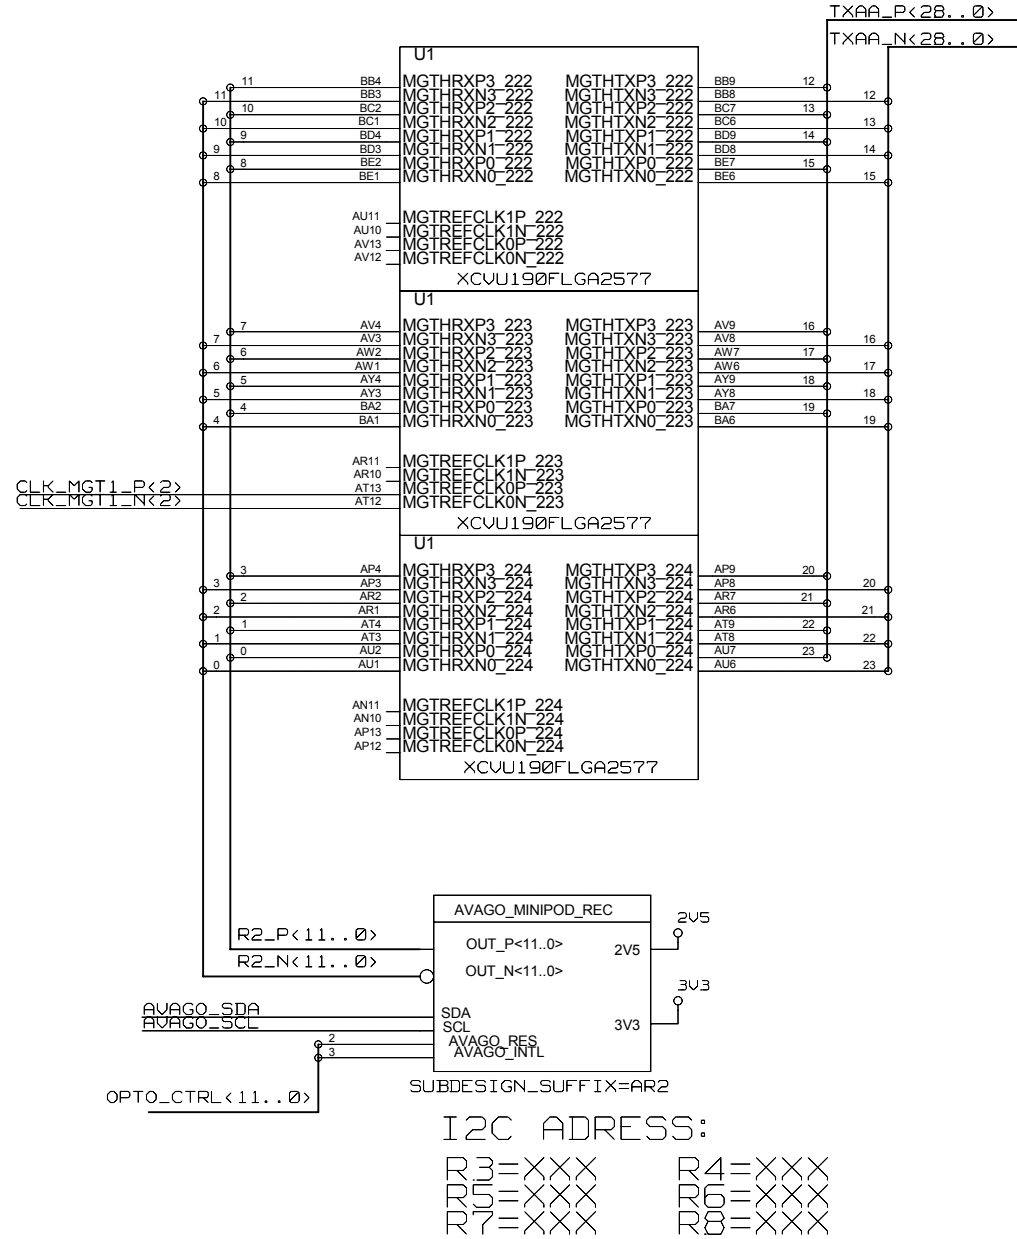 TXAA_P<28..0>
TXAA_N<28..0>
U1
11 BB4 MGTHRXP3_222 MGTHTXP3_222 BB9 12
11 BB3 MGTHRXN3_222 MGTHTXN3_222 BB8 12
10 BC2 MGTHRXP2_222 MGTHTXP2_222 BC7 13
10 BC1 MGTHRXN2_222 MGTHTXN2_222 BC6 13
9 BD4 MGTHRXP1_222 MGTHTXP1_222 BD9 14
9 BD3 MGTHRXN1_222 MGTHTXN1_222 BD8 14
8 BE2 MGTHRXP0_222 MGTHTXP0_222 BE7 15
8 BE1 MGTHRXN0_222 MGTHTXN0_222 BE6 15
AU11 MGTREFCLK1P_222
AU10 MGTREFCLK1N_222
AV13 MGTREFCLK0P_222
AV12 MGTREFCLK0N_222
XCVU190FLGA2577
U1
7 AV4 MGTHRXP3_223 MGTHTXP3_223 AV9 16
7 AV3 MGTHRXN3_223 MGTHTXN3_223 AV8 16
6 AW2 MGTHRXP2_223 MGTHTXP2_223 AW7 17
6 AW1 MGTHRXN2_223 MGTHTXN2_223 AW6 17
5 AY4 MGTHRXP1_223 MGTHTXP1_223 AY9 18
5 AY3 MGTHRXN1_223 MGTHTXN1_223 AY8 18
4 BA2 MGTHRXP0_223 MGTHTXP0_223 BA7 19
4 BA1 MGTHRXN0_223 MGTHTXN0_223 BA6 19
AR11 MGTREFCLK1P_223
AR10 MGTREFCLK1N_223
CLK_MGT1_P<2> AT13 MGTREFCLK0P_223
CLK_MGT1_N<2> AT12 MGTREFCLK0N_223
XCVU190FLGA2577
U1
3 AP4 MGTHRXP3_224 MGTHTXP3_224 AP9 20
3 AP3 MGTHRXN3_224 MGTHTXN3_224 AP8 20
2 AR2 MGTHRXP2_224 MGTHTXP2_224 AR7 21
2 AR1 MGTHRXN2_224 MGTHTXN2_224 AR6 21
1 AT4 MGTHRXP1_224 MGTHTXP1_224 AT9 22
1 AT3 MGTHRXN1_224 MGTHTXN1_224 AT8 22
0 AU2 MGTHRXP0_224 MGTHTXP0_224 AU7 23
0 AU1 MGTHRXN0_224 MGTHTXN0_224 AU6 23
AN11 MGTREFCLK1P_224
AN10 MGTREFCLK1N_224
AP13 MGTREFCLK0P_224
AP12 MGTREFCLK0N_224
XCVU190FLGA2577
AVAGO_MINIPOD_REC
2V5
R2_P<11..0> OUT_P<11..0> 2V5
R2_N<11..0> OUT_N<11..0>
3V3
AVAGO_SDA SDA
AVAGO_SCL SCL 3V3
2 AVAGO_RES
3 AVAGO_INTL
SUBDESIGN_SUFFIX=AR2
OPTO_CTRL<11..0>
I2C ADRESS:
R3=XXX R4=XXX
R5=XXX R6=XXX
R7=XXX R8=XXX